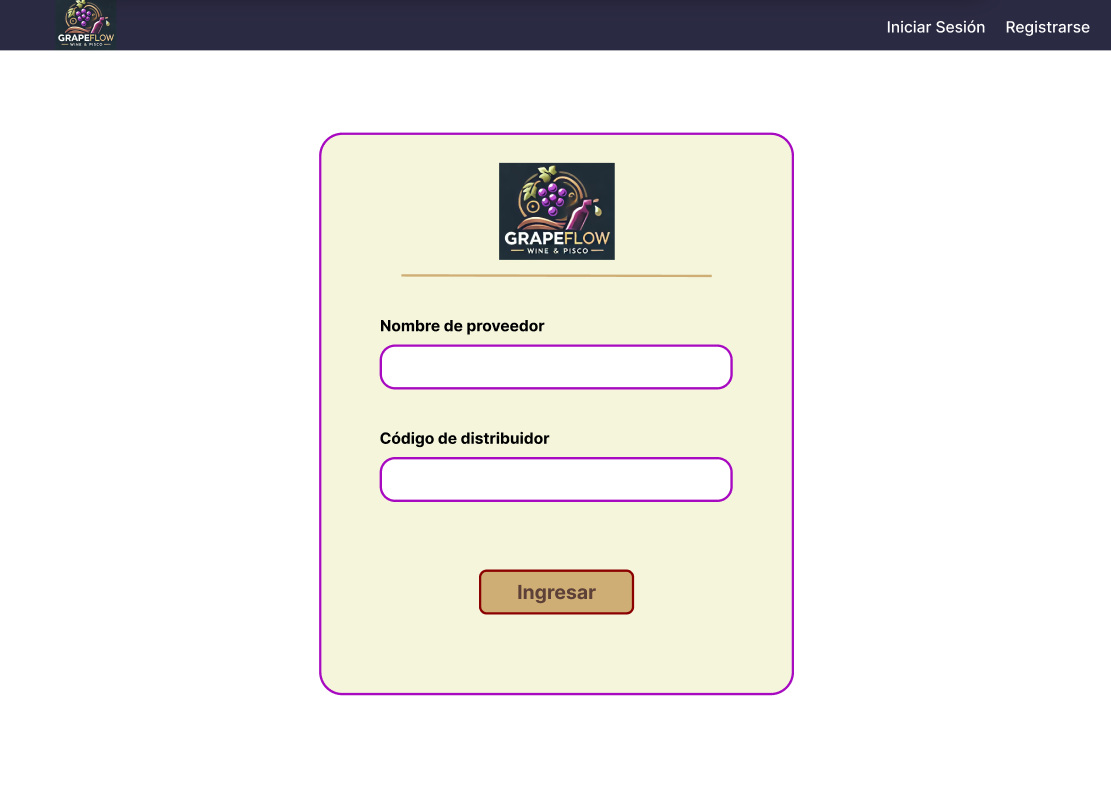 GRAPEFLOW
WINE & PISCO
Iniciar Sesión Registrarse
GRAPEFLOW
WINE & PISCO
Nombre de proveedor
Código de distribuidor
Ingresar